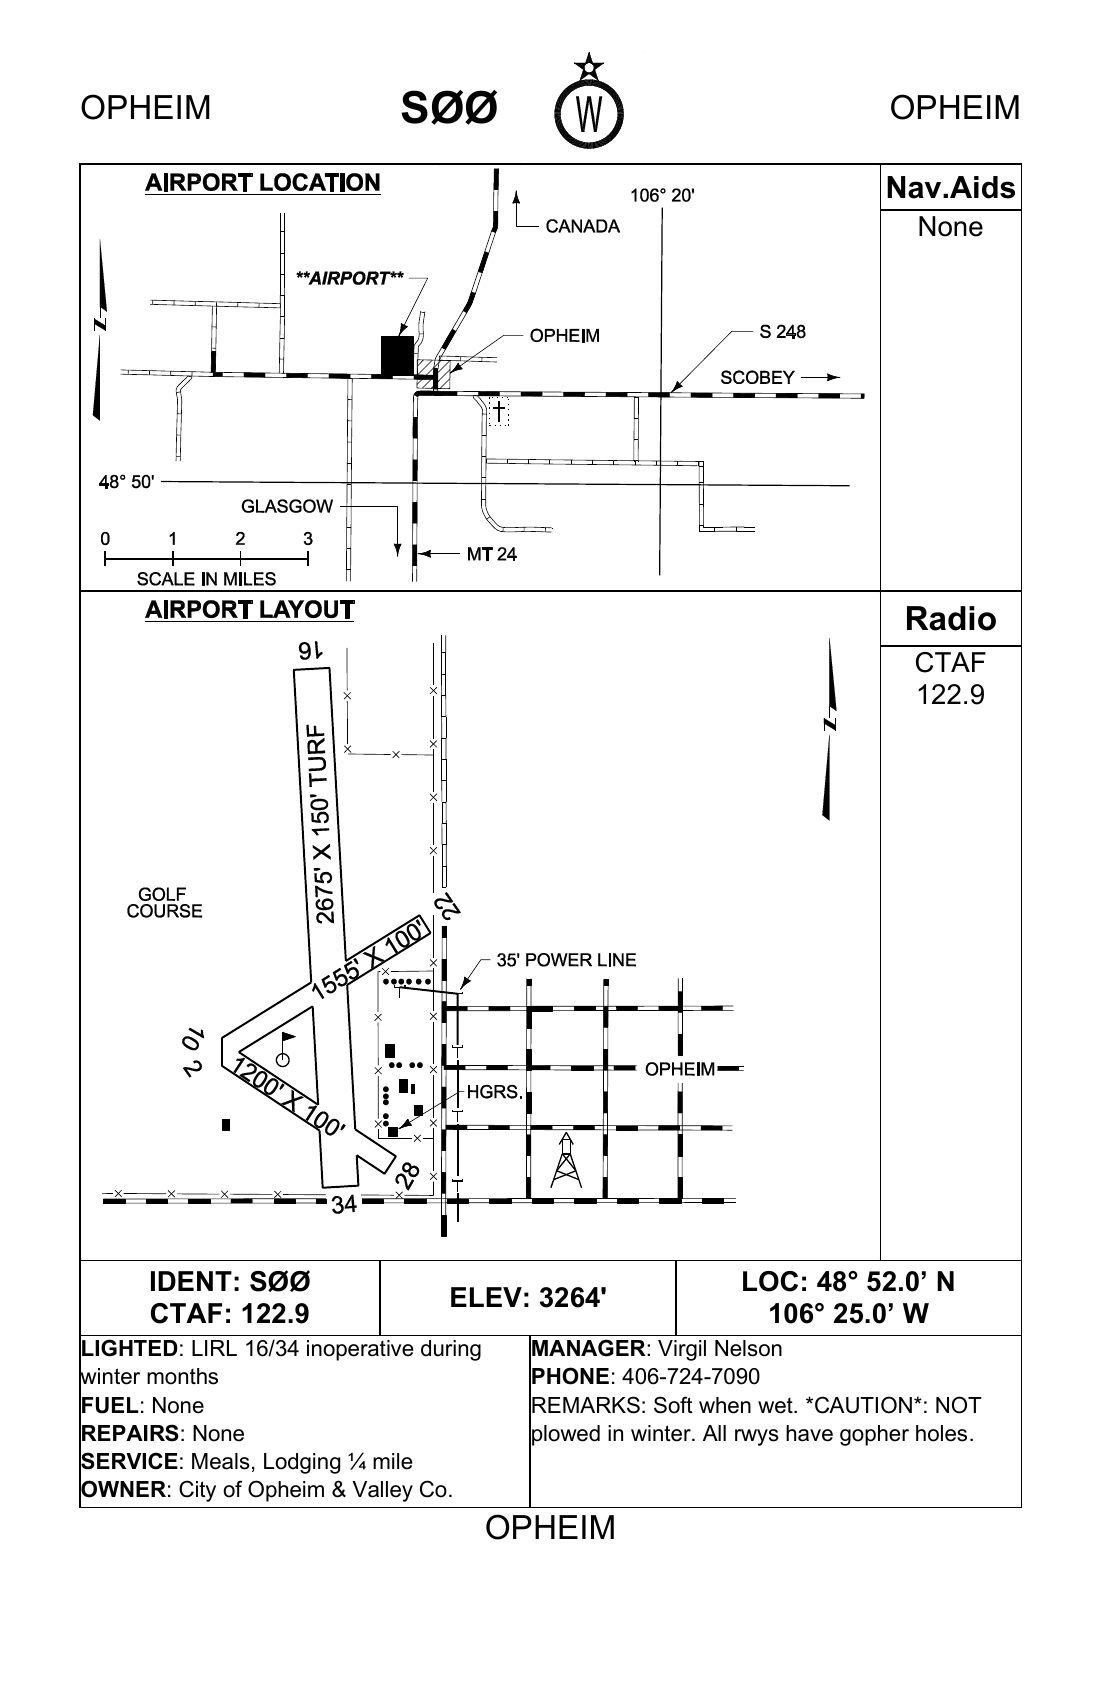 OPHEIM SØØ W OPHEIM
AIRPORT LOCATION
Nav.Aids
None
106° 20'
CANADA
**AIRPORT**
N
OPHEIM
S 248
SCOBEY
48° 50'
GLASGOW
0 1 2 3
MT 24
SCALE IN MILES
AIRPORT LAYOUT
Radio
CTAF
122.9
16
N
2675' X 150' TURF
GOLF
COURSE
22
1555' X 100'
35' POWER LINE
10
2
1200' X 100'
OPHEIM
HGRS.
28
34
IDENT: SØØ
CTAF: 122.9
ELEV: 3264'
LOC: 48° 52.0’ N
106° 25.0’ W
LIGHTED: LIRL 16/34 inoperative during
winter months
FUEL: None
REPAIRS: None
SERVICE: Meals, Lodging ¼ mile
OWNER: City of Opheim & Valley Co.
MANAGER: Virgil Nelson
PHONE: 406-724-7090
REMARKS: Soft when wet. *CAUTION*: NOT
plowed in winter. All rwys have gopher holes.
OPHEIM